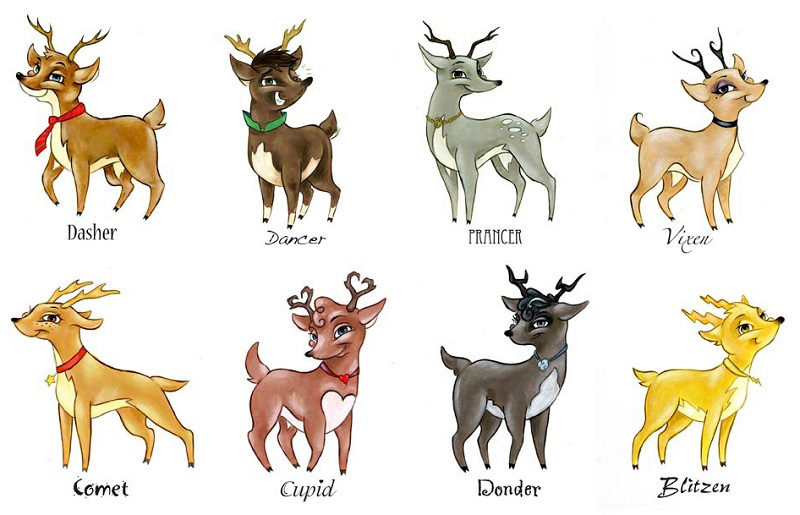 Dasher
Dancer
PRANCER
Vixen
Comet
Cupid
Donder
Blitzen